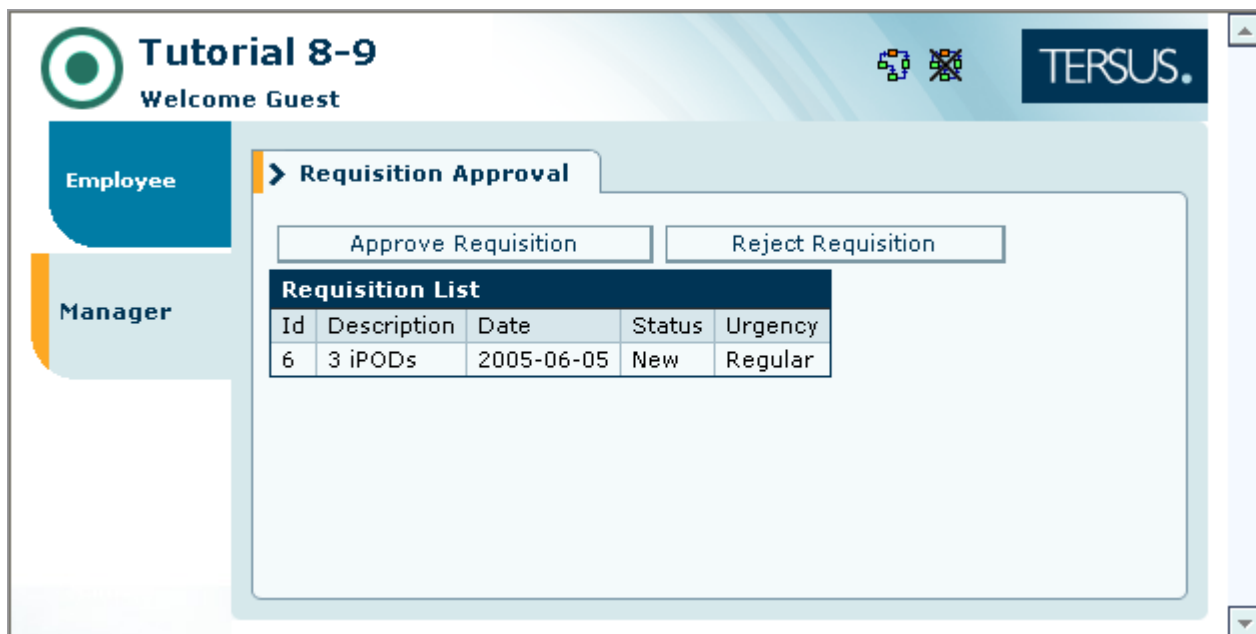 Tutorial 8-9
Welcome Guest
TERSUS.
Employee
Manager
Requisition Approval
Approve Requisition Reject Requisition
Requisition List
Id Description Date Status Urgency
6 3 iPODs 2005-06-05 New Regular